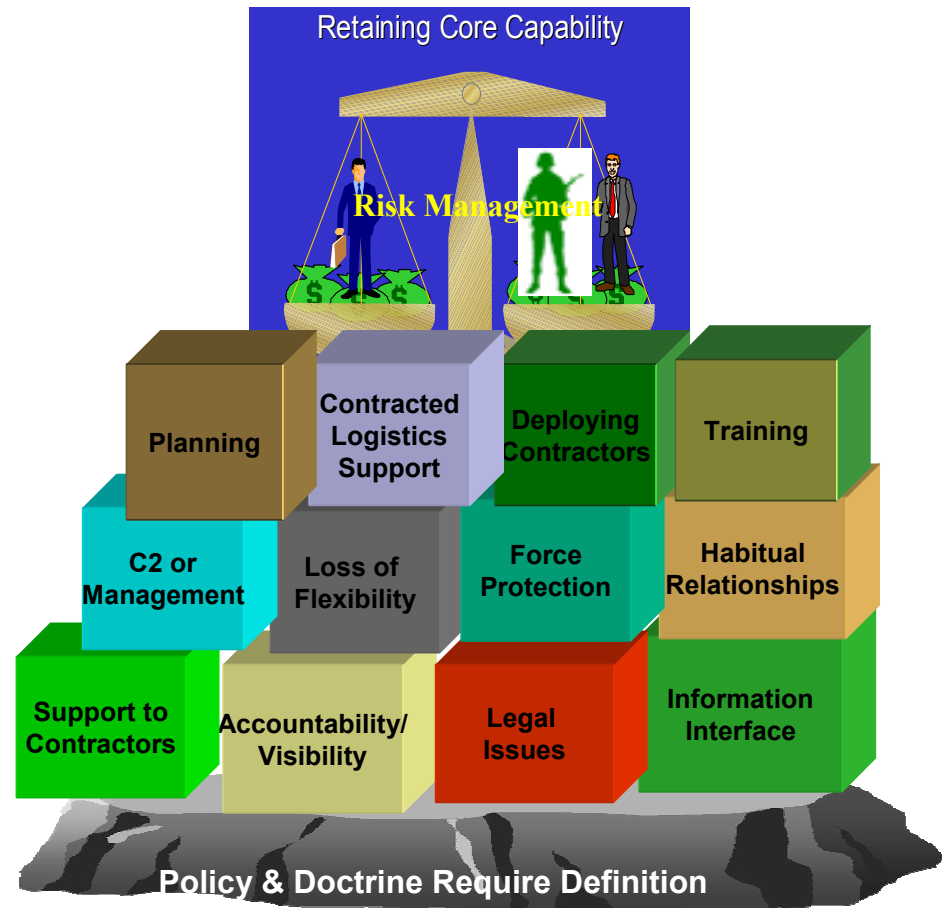 Retaining Core Capability
Risk Management
$ $ $ $ $ $
Planning
Contracted
Logistics
Support
Deploying
Contractors
Training
C2 or
Management
Loss of
Flexibility
Force
Protection
Habitual
Relationships
Support to
Contractors
Accountability/
Visibility
Legal
Issues
Information
Interface
Policy & Doctrine Require Definition